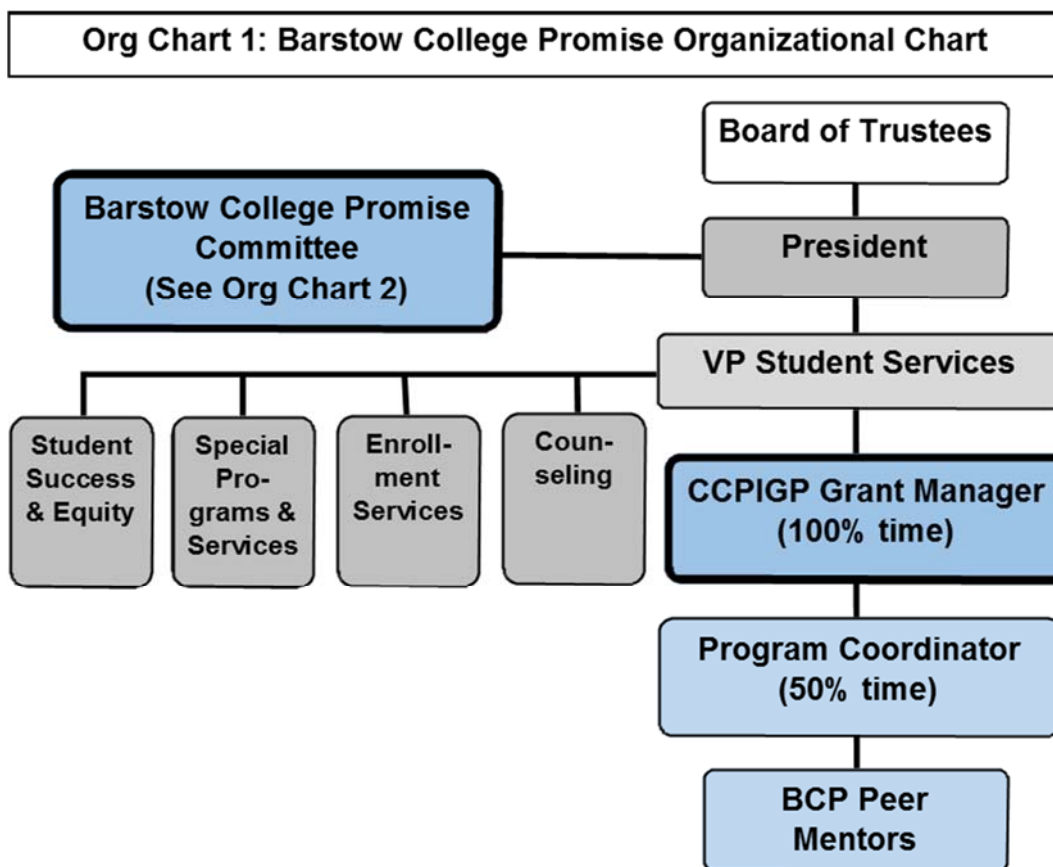 Org Chart 1: Barstow College Promise Organizational Chart
Board of Trustees
Barstow College Promise
Committee
(See Org Chart 2)
President
VP Student Services
Student
Success
& Equity
Special
Pro-
grams &
Services
Enroll-
ment
Services
Coun-
seling
CCPIGP Grant Manager
(100% time)
Program Coordinator
(50% time)
BCP Peer
Mentors